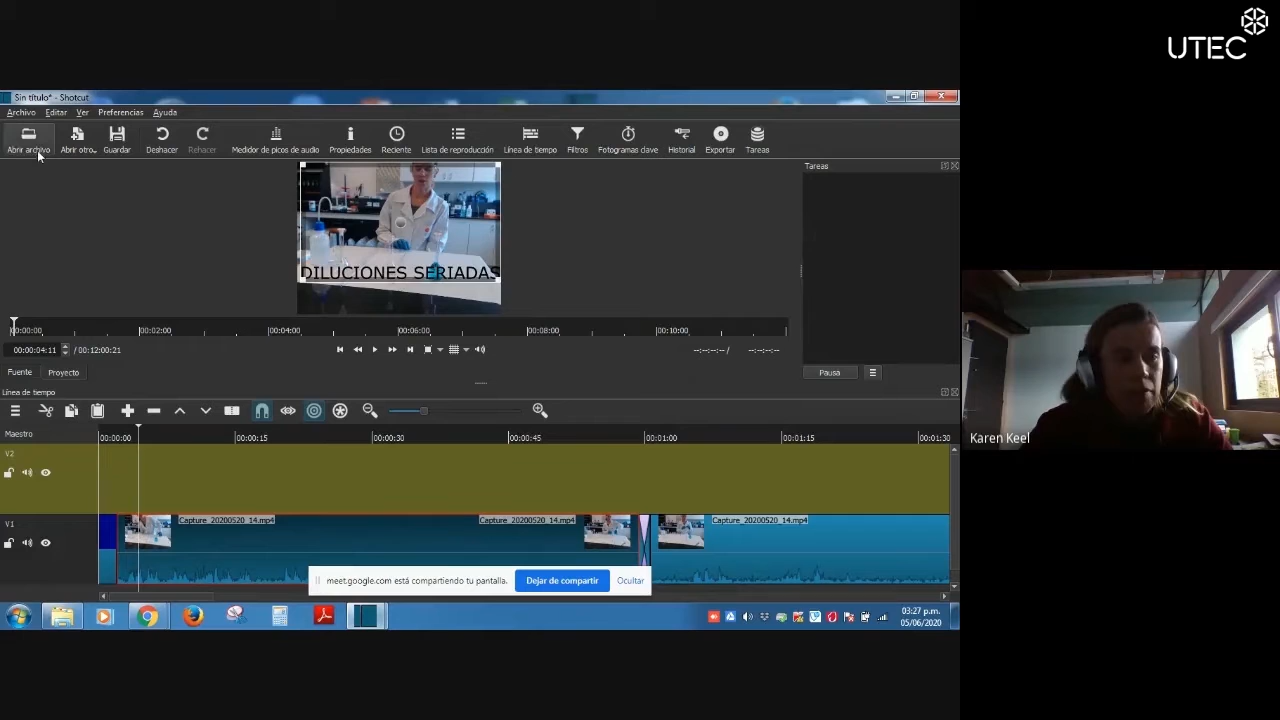 UTEC
Sin título* - Shotcut
Archivo Editar Ver Preferencias Ayuda
Abrir archivo Abrir otro.. Guardar Deshacer Rehacer Medidor de picos de audio Propiedades Reciente Lista de reproducción Línea de tiempo Filtros Fotogramas clave Historial Exportar Tareas
Tareas
DILUCIONES SERIADAS
00:00:00 00:02:00 00:04:00 00:06:00 00:08:00 00:10:00
00:00:04:11 / 00:12:00:21 --:--:--:-- / --:--:--:--
Fuente Proyecto Pausa
Línea de tiempo
Maestro 00:00:00 00:00:15 00:00:30 00:00:45 00:01:00 00:01:15 00:01:30
V2
V1 Capture_20200520_14.mp4 Capture_20200520_14.mp4 Capture_20200520_14.mp4
meet.google.com está compartiendo tu pantalla. Dejar de compartir Ocultar
03:27 p.m.
05/06/2020
Karen Keel